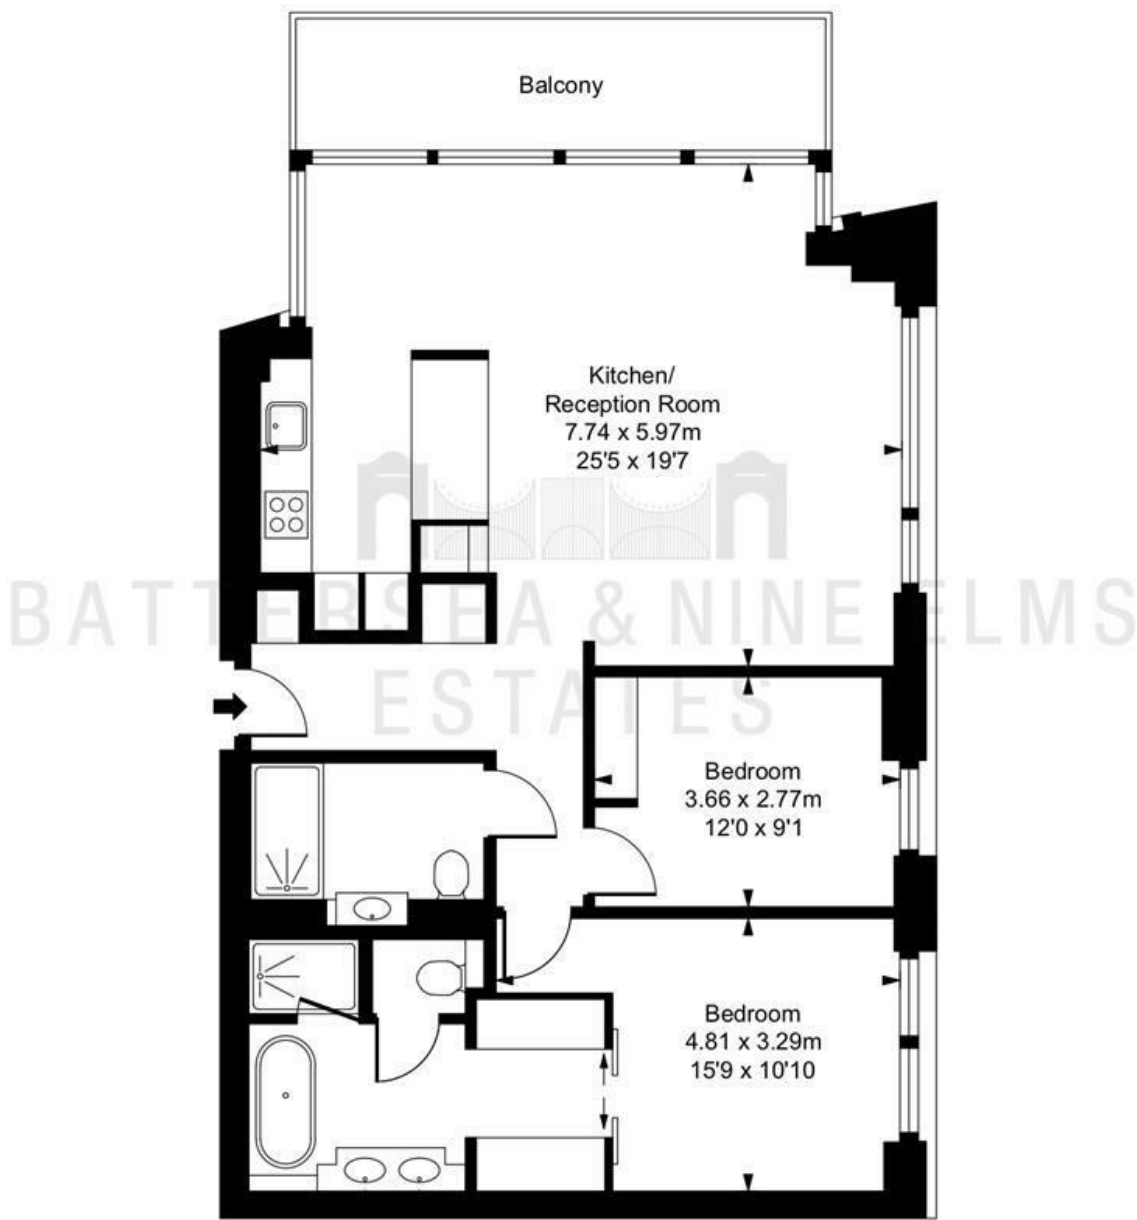 Balcony
Kitchen/
Reception Room
7.74 x 5.97m
25'5 x 19'7
BATTERSEA & NINE ELMS
ESTATES
Bedroom
3.66 x 2.77m
12'0 x 9'1
Bedroom
4.81 x 3.29m
15'9 x 10'10